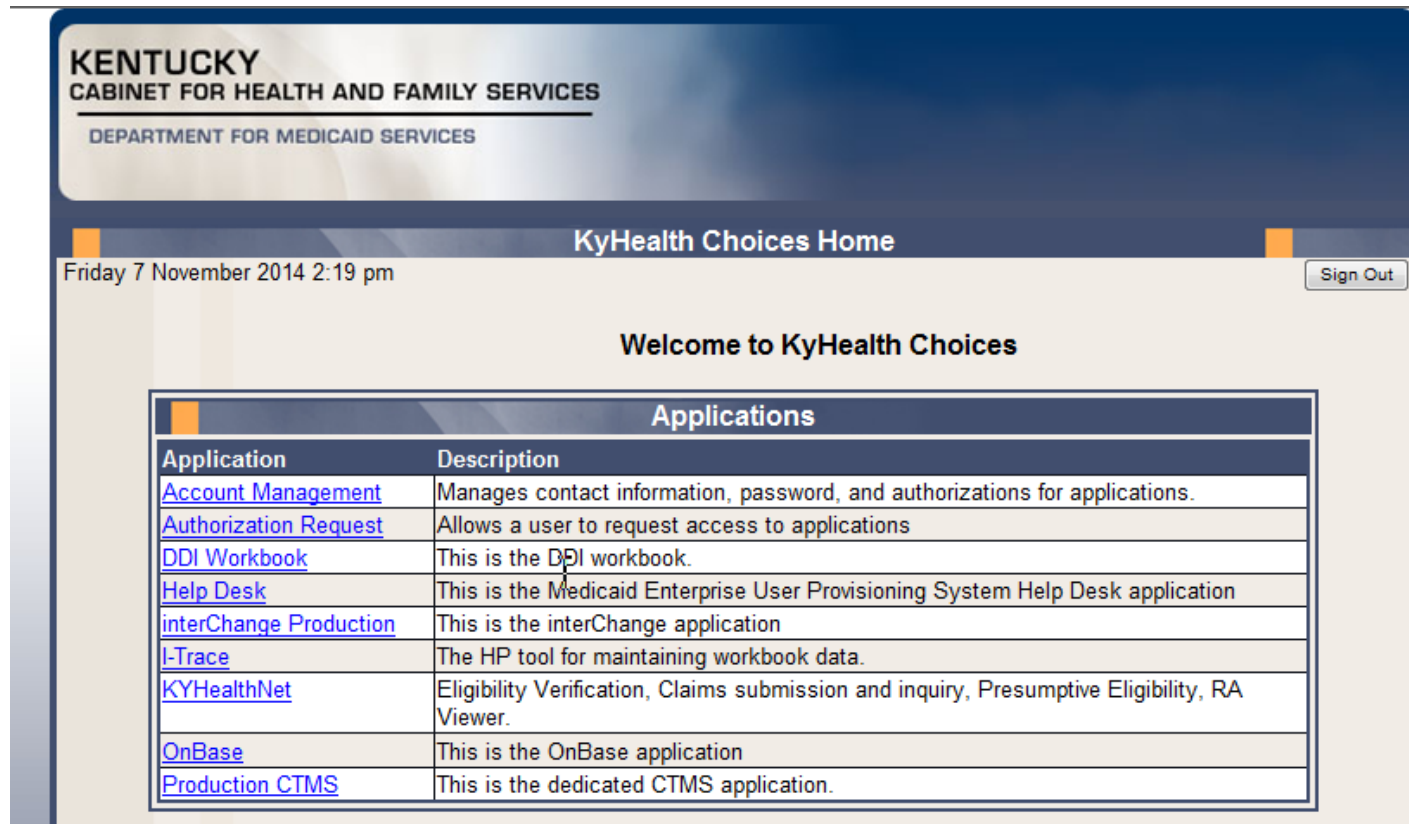 KENTUCKY
CABINET FOR HEALTH AND FAMILY SERVICES
DEPARTMENT FOR MEDICAID SERVICES
KyHealth Choices Home
Friday 7 November 2014 2:19 pm
Sign Out
Welcome to KyHealth Choices
Applications
Application Description
Account Management Manages contact information, password, and authorizations for applications.
Authorization Request Allows a user to request access to applications
DDI Workbook This is the DDI workbook.
Help Desk This is the Medicaid Enterprise User Provisioning System Help Desk application
interChange Production This is the interChange application
I-Trace The HP tool for maintaining workbook data.
KYHealthNet Eligibility Verification, Claims submission and inquiry, Presumptive Eligibility, RA
Viewer.
OnBase This is the OnBase application
Production CTMS This is the dedicated CTMS application.